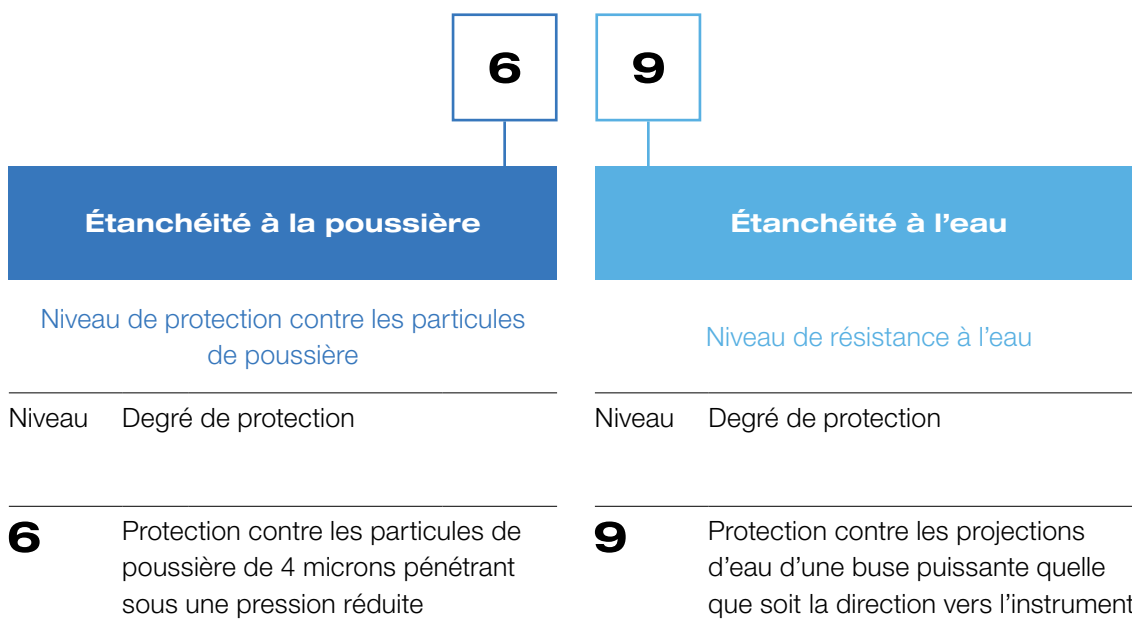 6
9
Étanchéité à la poussière
Étanchéité à l’eau
Niveau de protection contre les particules
de poussière
Niveau de résistance à l’eau
Niveau Degré de protection
Niveau Degré de protection
6 Protection contre les particules de
poussière de 4 microns pénétrant
sous une pression réduite
9 Protection contre les projections
d’eau d’une buse puissante quelle
que soit la direction vers l’instrument